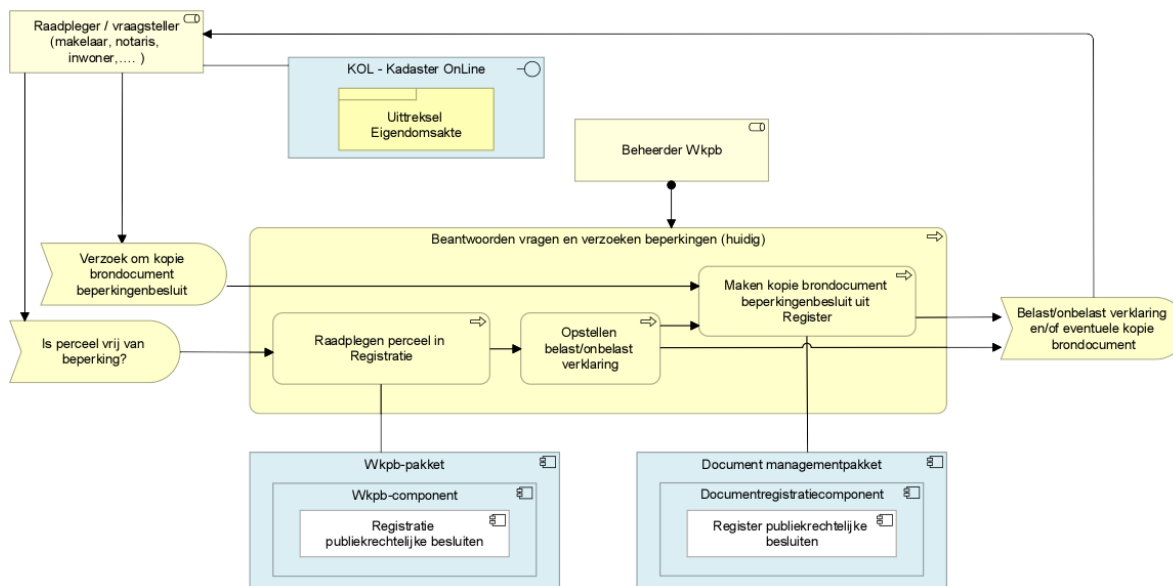 Raadpleger / vraagsteller
(makelaar, notaris,
inwoner,.... )
KOL - Kadaster OnLine
Uittreksel
Eigendomsakte
Beheerder Wkpb
Beantwoorden vragen en verzoeken beperkingen (huidig)
Verzoek om kopie
brondocument
beperkingenbesluit
Maken kopie brondocument
beperkingenbesluit uit
Register
Is perceel vrij van
beperking?
Raadplegen perceel in
Registratie
Opstellen
belast/onbelast
verklaring
Belast/onbelast verklaring
en/of eventuele kopie
brondocument
Wkpb-pakket
Wkpb-component
Registratie
publiekrechtelijke besluiten
Document managementpakket
Documentregistratiecomponent
Register publiekrechtelijke
besluiten